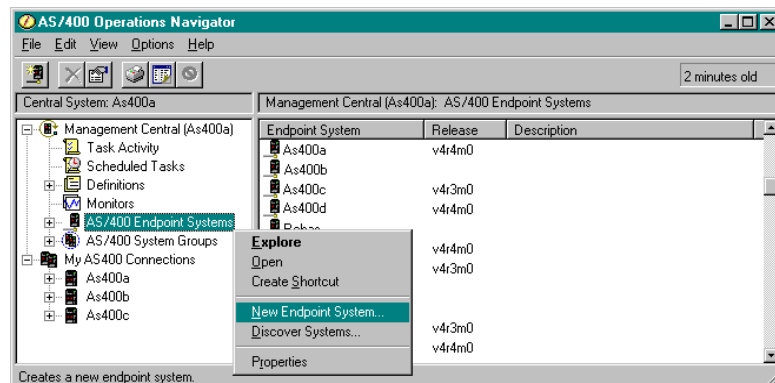 AS/400 Operations Navigator
File Edit View Options Help
2 minutes old
Central System: As400a
Management Central (As400a): AS/400 Endpoint Systems
Management Central (As400a)
Task Activity
Scheduled Tasks
Definitions
Monitors
AS/400 Endpoint Systems
AS/400 System Groups
My AS400 Connections
As400a
As400b
As400c
Endpoint System Release Description
As400a v4r4m0
As400b
As400c v4r3m0
As400d v4r4m0
v4r4m0
v4r3m0
v4r3m0
v4r4m0
Explore
Open
Create Shortcut
New Endpoint System...
Discover Systems...
Properties
Creates a new endpoint system.